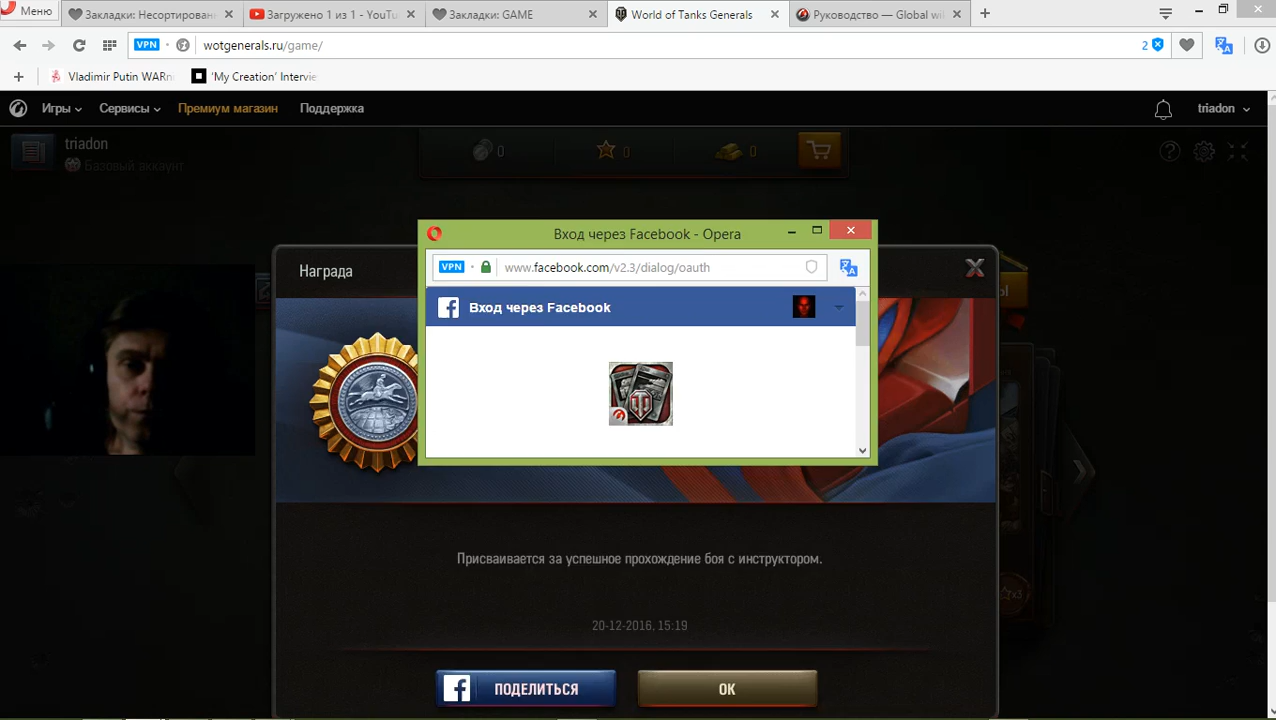 Меню
Закладки: Несортирован
Загружено 1 из 1 - YouTu
Закладки: GAME
World of Tanks Generals
Руководство — Global wi
VPN
wotgenerals.ru/game/
2
Vladimir Putin WARn
'My Creation' Intervie
Игры
Сервисы
Премиум магазин
Поддержка
triadon
triadon
Базовый аккаунт
0
0
0
Вход через Facebook - Opera
VPN
www.facebook.com/v2.3/dialog/oauth
Награда
Вход через Facebook
Присваивается за успешное прохождение боя с инструктором.
x3
20-12-2016, 15:19
ПОДЕЛИТЬСЯ
ОК